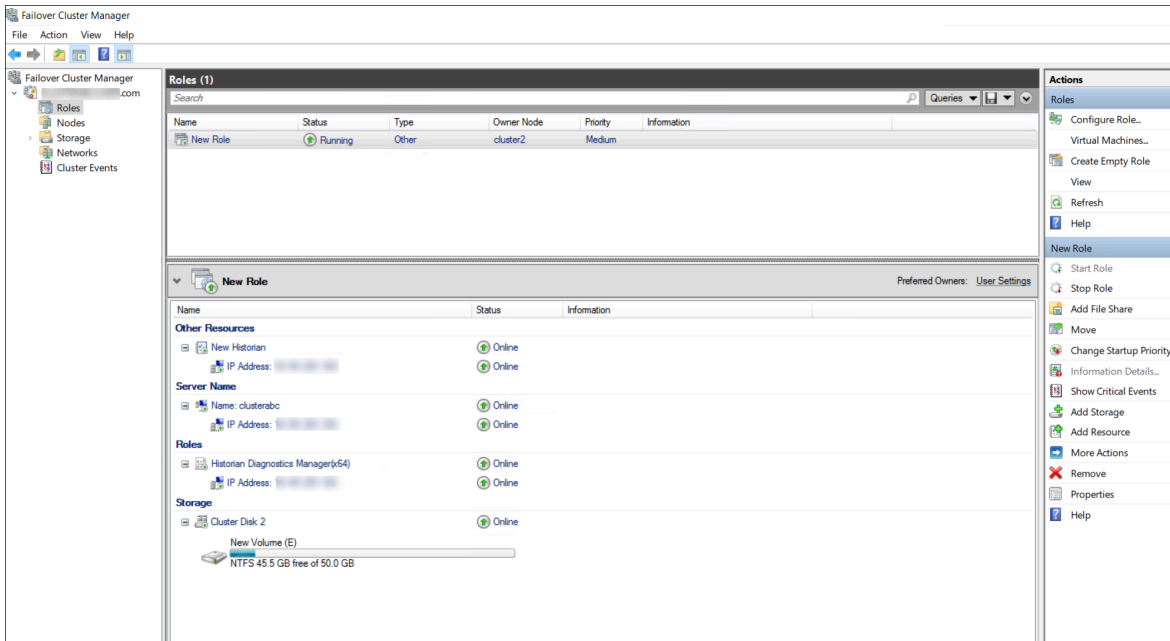 Failover Cluster Manager
File Action View Help
Failover Cluster Manager
.com
Roles
Nodes
Storage
Networks
Cluster Events
Roles (1)
Search
Queries
Name Status Type Owner Node Priority Information
New Role Running Other cluster2 Medium
New Role Preferred Owners: User Settings
Name Status Information
Other Resources
New Historian Online
IP Address: Online
Server Name
Name: clusterabc Online
IP Address: Online
Roles
Historian Diagnostics Manager(x64) Online
IP Address: Online
Storage
Cluster Disk 2 Online
New Volume (E)
NTFS 45.5 GB free of 50.0 GB
Actions
Roles
Configure Role...
Virtual Machines...
Create Empty Role
View
Refresh
Help
New Role
Start Role
Stop Role
Add File Share
Move
Change Startup Priority
Information Details...
Show Critical Events
Add Storage
Add Resource
More Actions
Remove
Properties
Help